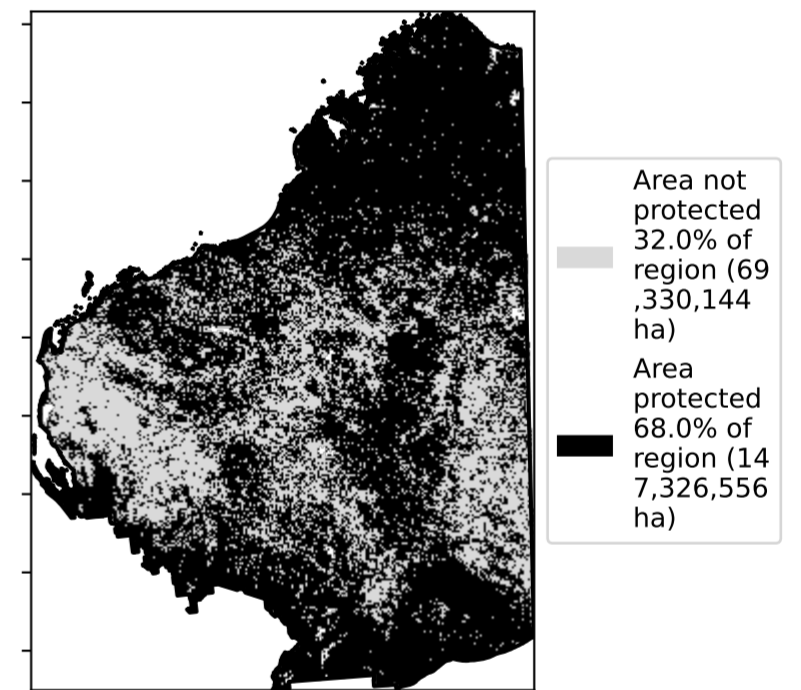 Area not
protected
32.0% of
region (69
,330,144
ha)
Area
protected
68.0% of
region (14
7,326,556
ha)